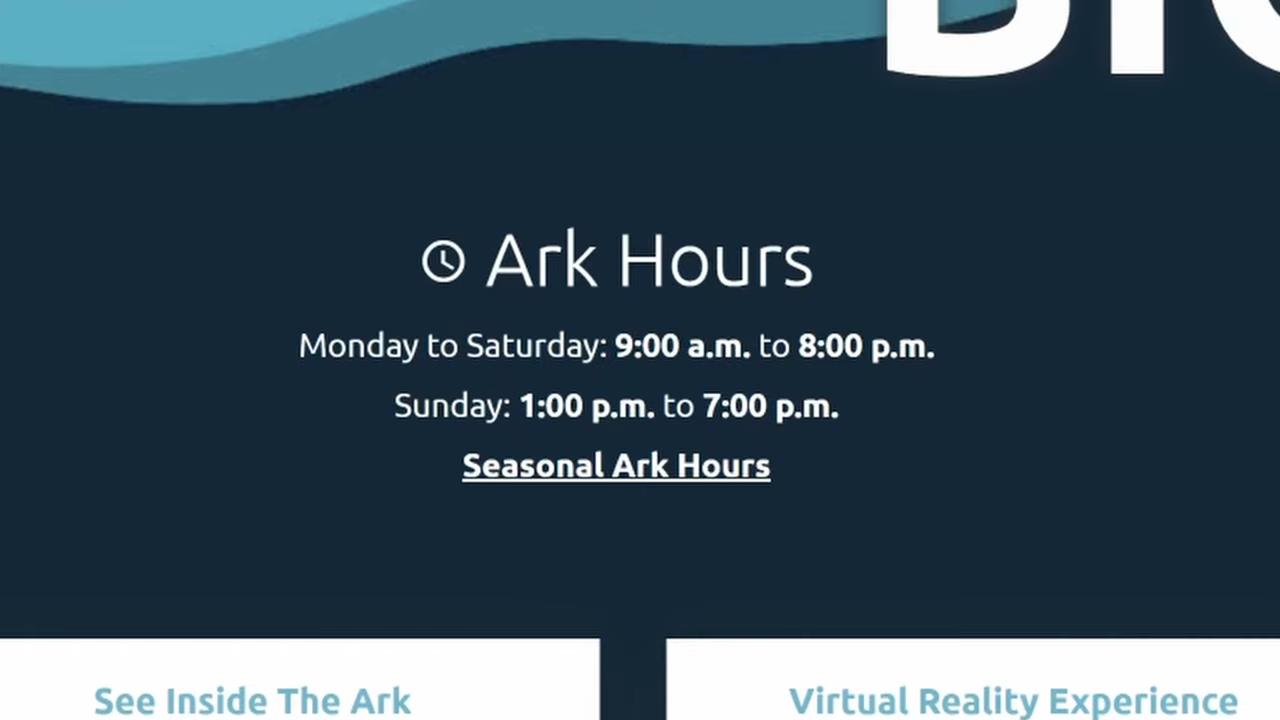 Ark Hours
Monday to Saturday: 9:00 a.m. to 8:00 p.m.
Sunday: 1:00 p.m. to 7:00 p.m.
Seasonal Ark Hours
See Inside The Ark
Virtual Reality Experience